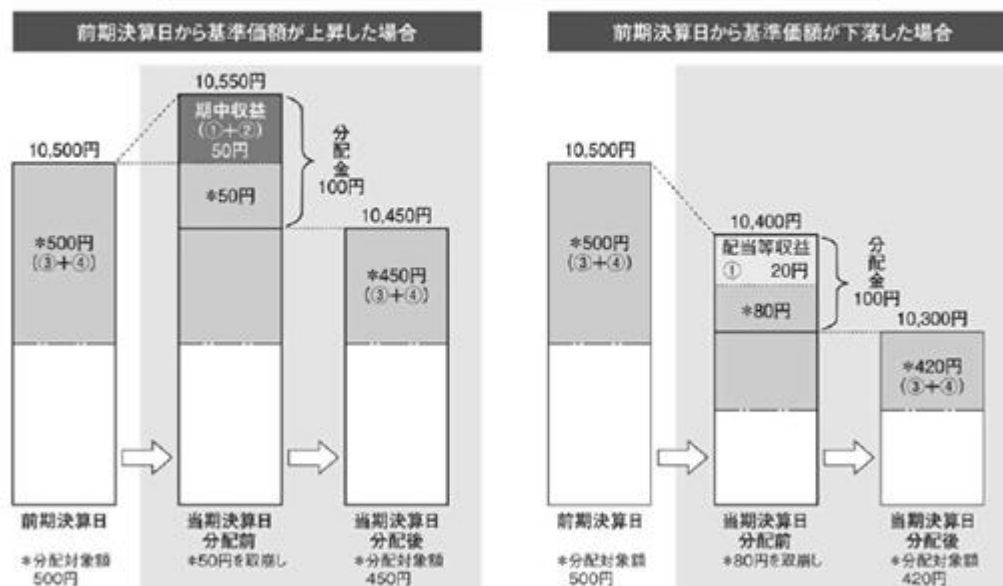 前期決算日から基準価額が上昇した場合
10,550円
期中収益
(①+②)
50円
10,500円
*50円
分配金
100円
10,450円
*500円
(③+④)
*450円
(③+④)
前期決算日
当期決算日
分配前
当期決算日
分配後
*分配対象額
500円
*50円を取崩し
*分配対象額
450円
前期決算日から基準価額が下落した場合
10,500円
10,400円
配当等収益
① 20円
*80円
分配金
100円
10,300円
*500円
(③+④)
*420円
(③+④)
前期決算日
当期決算日
分配前
当期決算日
分配後
*分配対象額
500円
*80円を取崩し
*分配対象額
420円